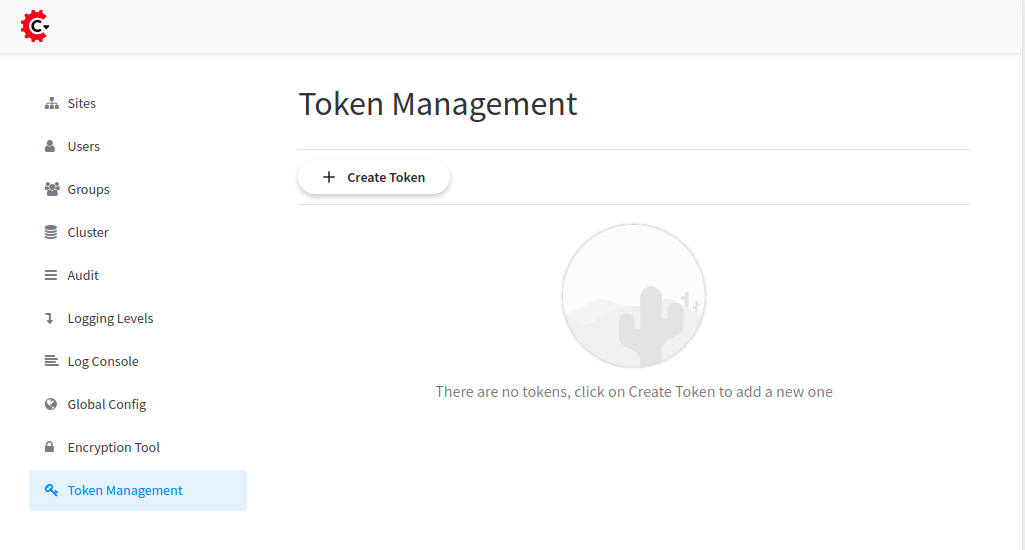 C
Token Management
Create Token
There are no tokens, click on Create Token to add a new one
Sites
Users
Groups
Cluster
Audit
Logging Levels
Log Console
Global Config
Encryption Tool
Token Management